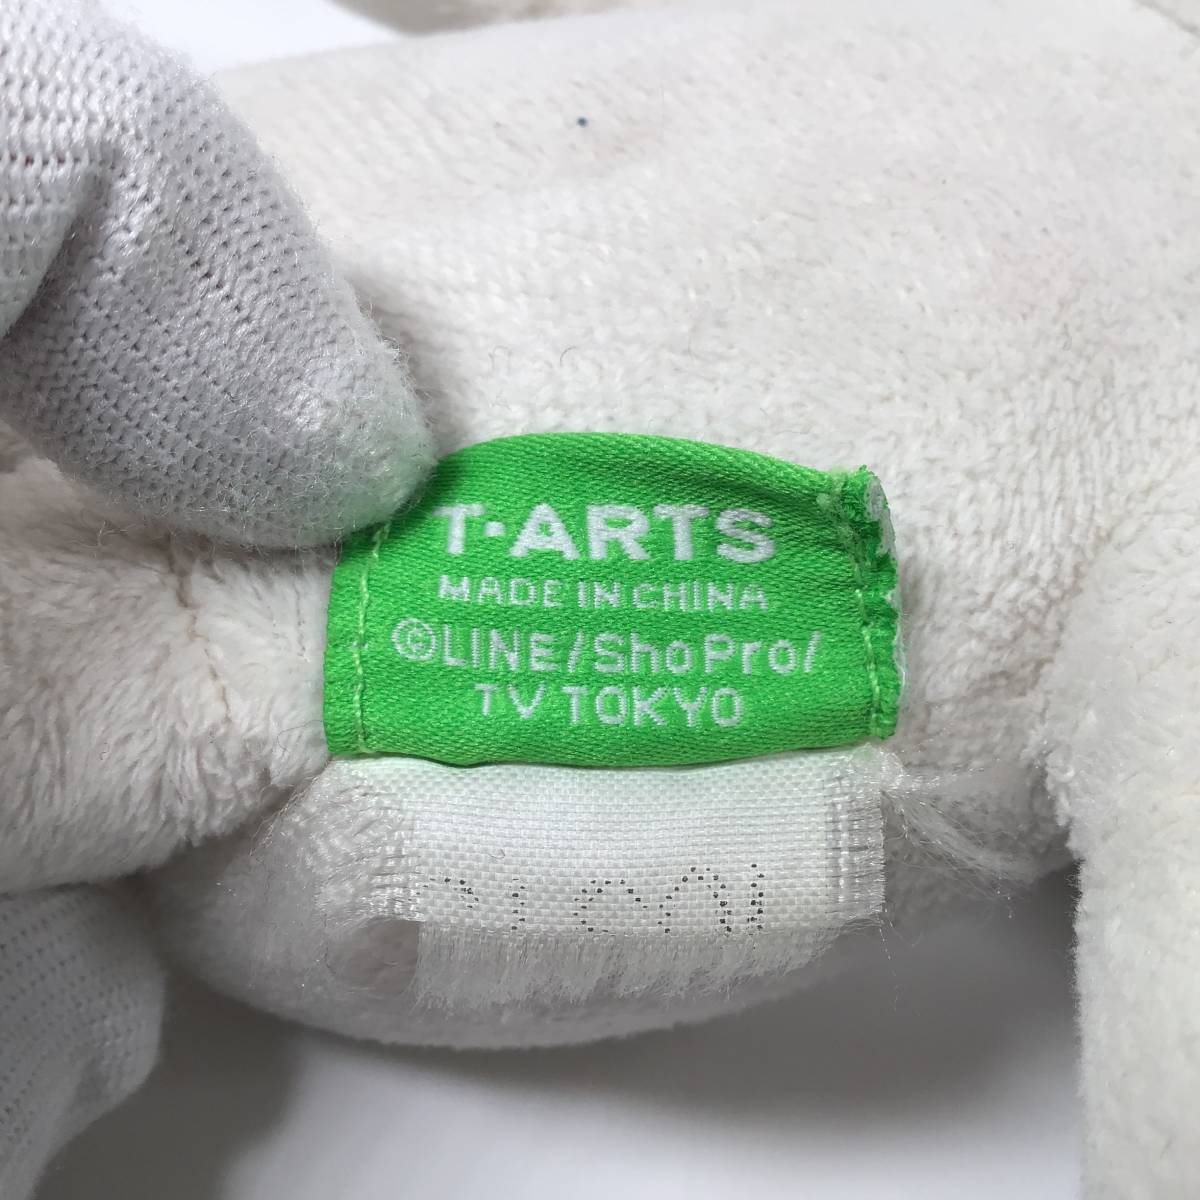 T・ARTS
MADE IN CHINA
©LINE/ShoPro/
TV TOKYO